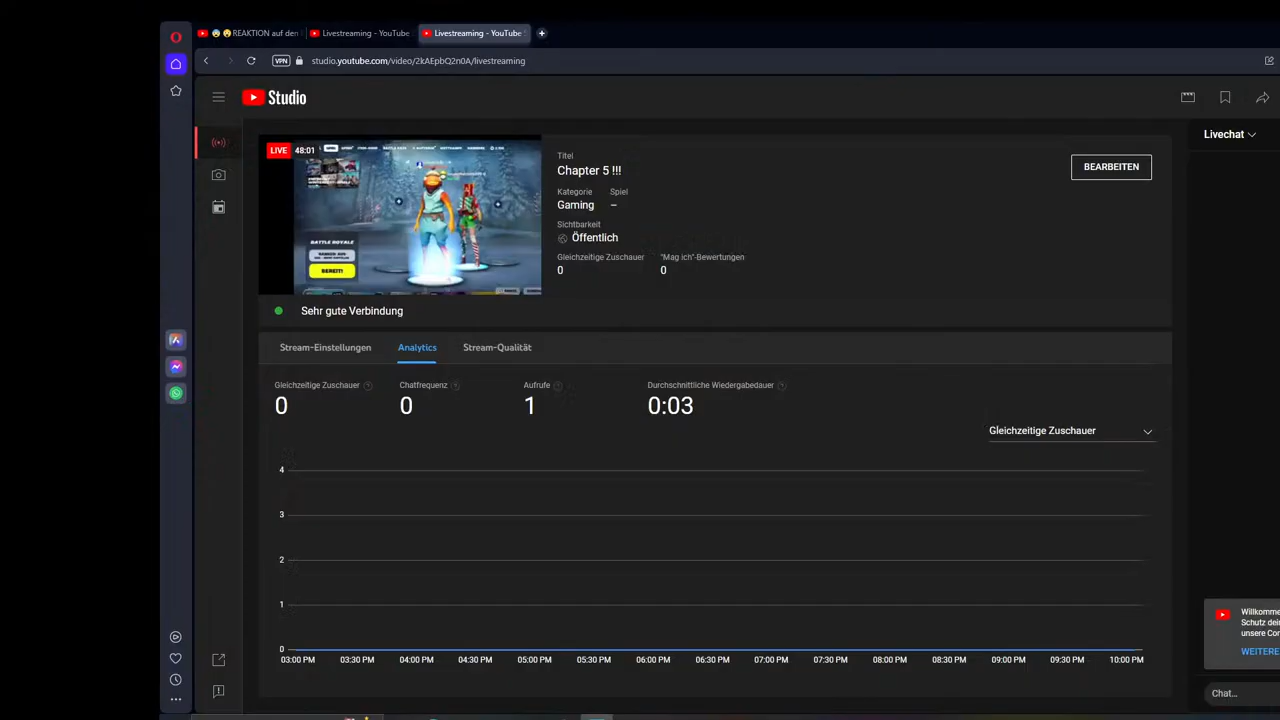 REAKTION auf den
Livestreaming - YouTube
Livestreaming - YouTube
VPN
studio.youtube.com/video/2kAEpbQ2n0A/livestreaming
Studio
Livechat
LIVE 48:01
BATTLE ROYALE
BEREIT!
Titel
Chapter 5 !!!
BEARBEITEN
Kategorie Spiel
Gaming –
Sichtbarkeit
Öffentlich
Gleichzeitige Zuschauer "Mag ich"-Bewertungen
0 0
Sehr gute Verbindung
Stream-Einstellungen Analytics Stream-Qualität
Gleichzeitige Zuschauer Chatfrequenz Aufrufe Durchschnittliche Wiedergabedauer
0 0 1 0:03
Gleichzeitige Zuschauer
4
3
2
1
0
03:00 PM 03:30 PM 04:00 PM 04:30 PM 05:00 PM 05:30 PM 06:00 PM 06:30 PM 07:00 PM 07:30 PM 08:00 PM 08:30 PM 09:00 PM 09:30 PM 10:00 PM
Willkomme
Schutz dei
unsere Cor
WEITERE
Chat...